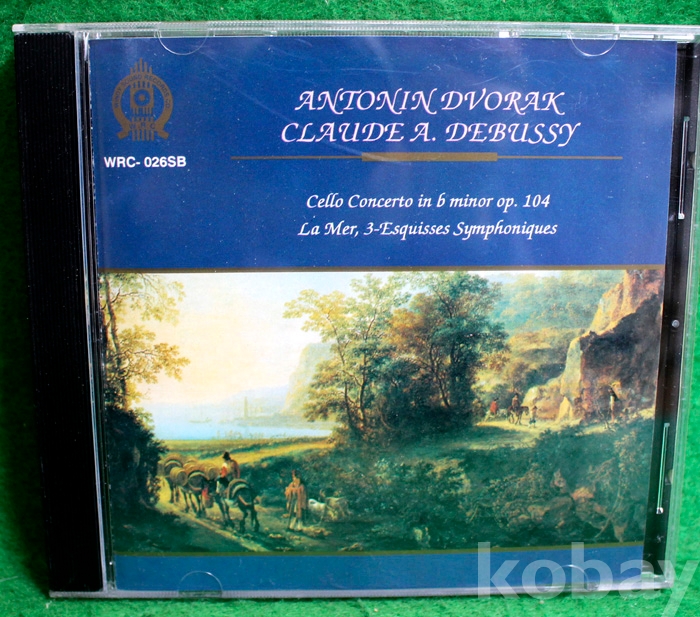 ANTONIN DVORAK
CLAUDE A. DEBUSSY
WRC- 026SB
Cello Concerto in b minor op. 104
La Mer, 3-Esquisses Symphoniques
kobay